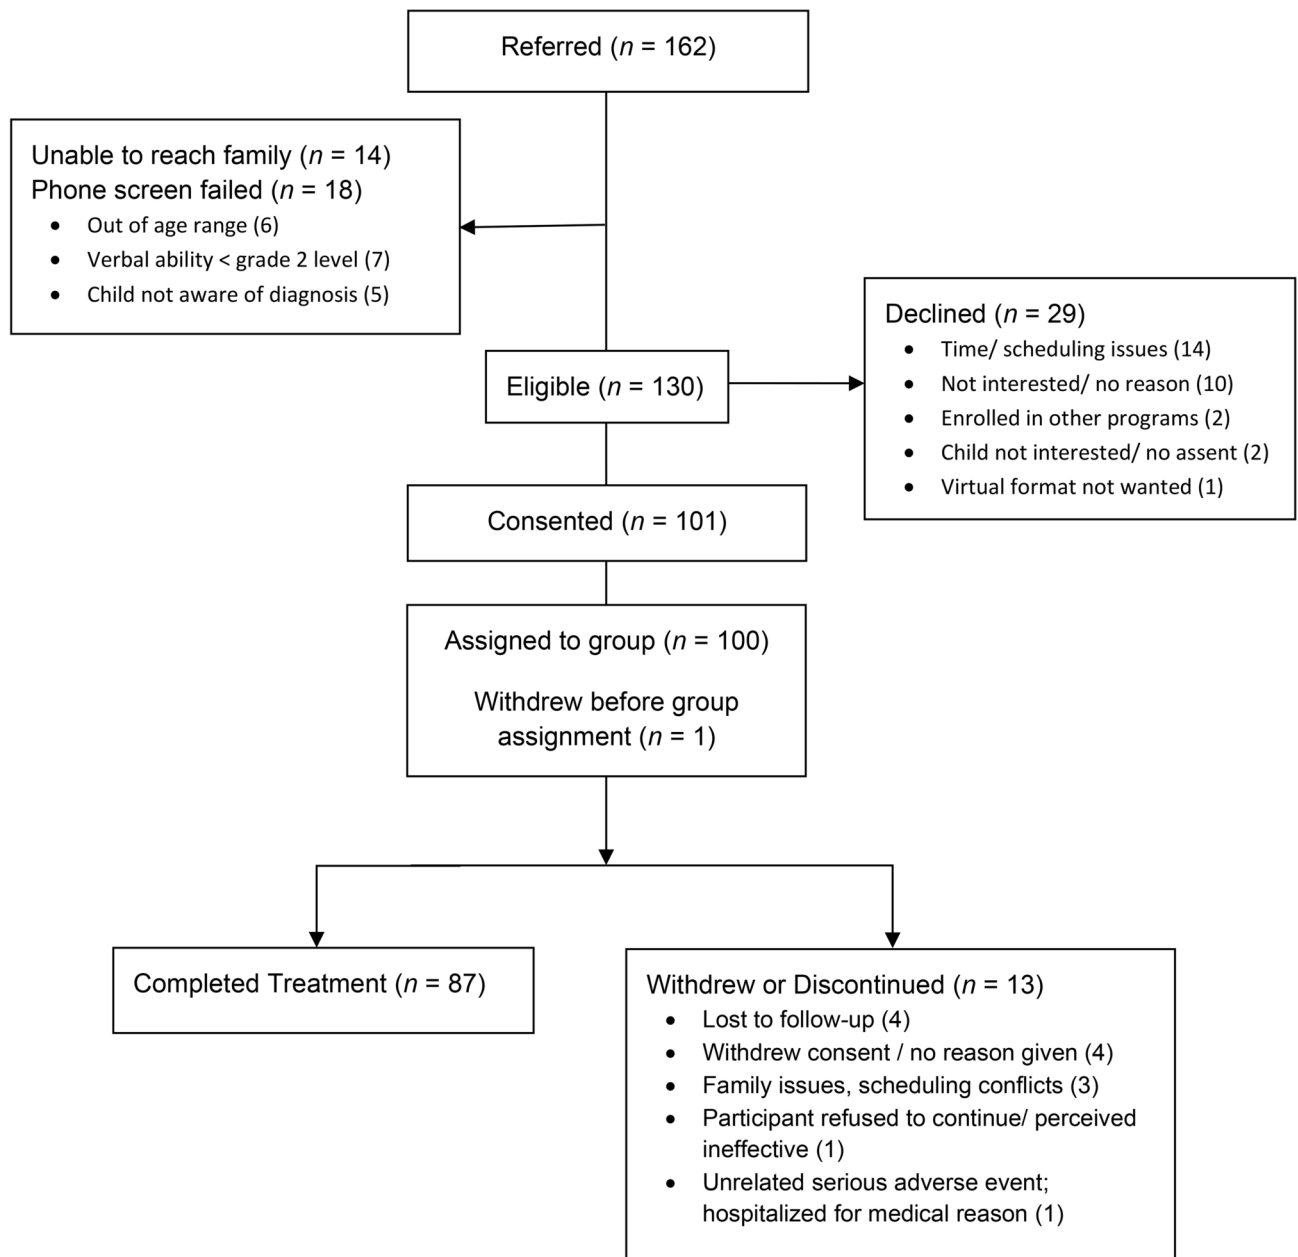 Referred (n = 162)
Unable to reach family (n = 14)
Phone screen failed (n = 18)
• Out of age range (6)
• Verbal ability < grade 2 level (7)
• Child not aware of diagnosis (5)
Eligible (n = 130)
Declined (n = 29)
• Time/ scheduling issues (14)
• Not interested/ no reason (10)
• Enrolled in other programs (2)
• Child not interested/ no assent (2)
• Virtual format not wanted (1)
Consented (n = 101)
Assigned to group (n = 100)
Withdrew before group
assignment (n = 1)
Completed Treatment (n = 87)
Withdrew or Discontinued (n = 13)
• Lost to follow-up (4)
• Withdrew consent / no reason given (4)
• Family issues, scheduling conflicts (3)
• Participant refused to continue/ perceived
ineffective (1)
• Unrelated serious adverse event;
hospitalized for medical reason (1)